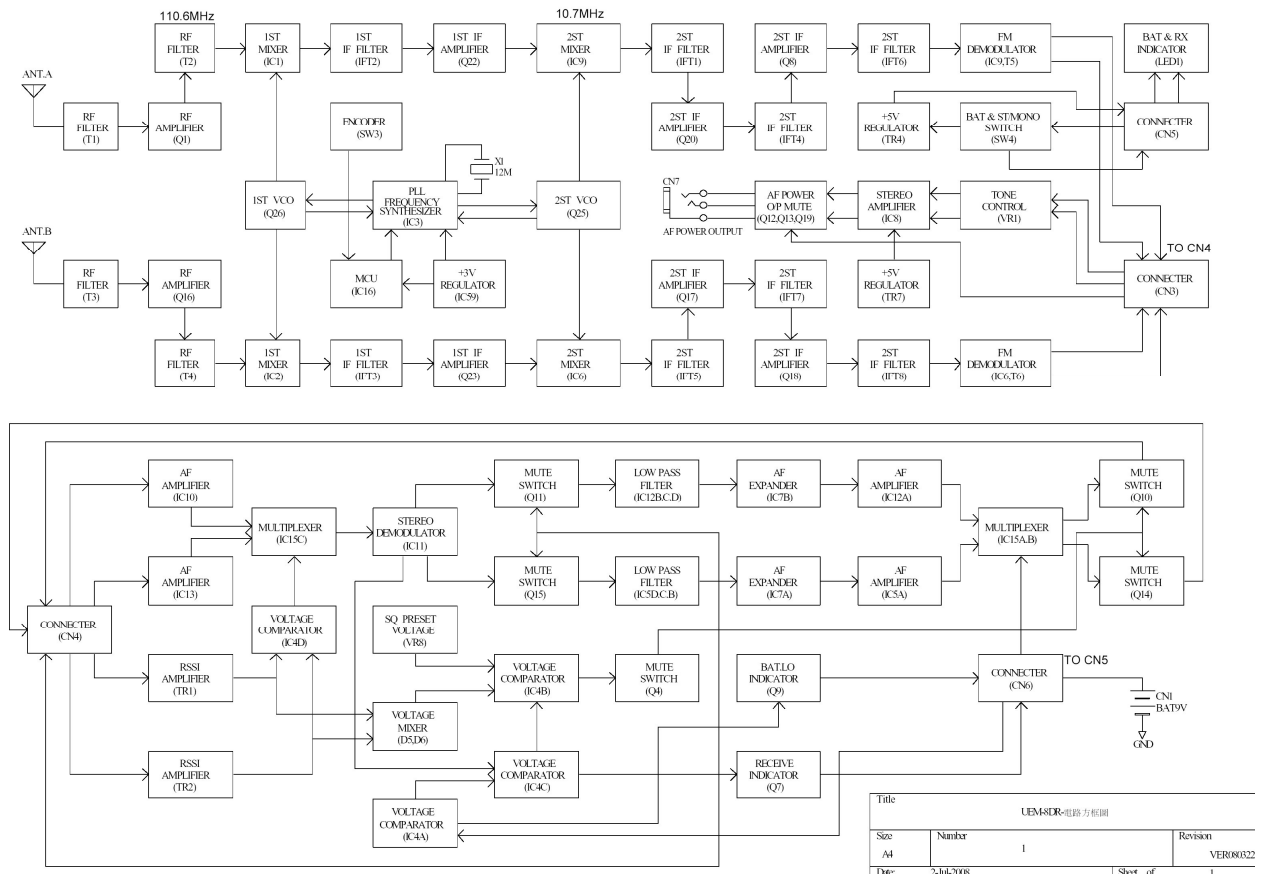 110.6MHz
10.7MHz
RF
FILTER
(T2)
1ST
MIXER
(IC1)
1ST
IF FILTER
(IFT2)
1ST IF
AMPLIFIER
(Q22)
2ST
MIXER
(IC9)
2ST
IF FILTER
(IFT1)
2ST IF
AMPLIFIER
(Q8)
2ST
IF FILTER
(IFT6)
FM
DEMODULATOR
(IC9,T5)
BAT & RX
INDICATOR
(LED1)
ANT.A
RF
FILTER
(T1)
RF
AMPLIFIER
(Q1)
ENCODER
(SW3)
2ST IF
AMPLIFIER
(Q20)
2ST
IF FILTER
(IFT4)
+5V
REGULATOR
(TR4)
BAT & ST/MONO
SWITCH
(SW4)
CONNECTER
(CN5)
X1
12M
1ST VCO
(Q26)
PLL
FREQUENCY
SYNTHESIZER
(IC3)
2ST VCO
(Q25)
CN7
AF POWER OUTPUT
AF POWER
O/P MUTE
(Q12,Q13,Q19)
STEREO
AMPLIFIER
(IC8)
TONE
CONTROL
(VR1)
ANT.B
TO CN4
RF
FILTER
(T3)
RF
AMPLIFIER
(Q16)
MCU
(IC16)
+3V
REGULATOR
(IC59)
2ST IF
AMPLIFIER
(Q17)
2ST
IF FILTER
(IFT7)
+5V
REGULATOR
(TR7)
CONNECTER
(CN3)
RF
FILTER
(T4)
1ST
MIXER
(IC2)
1ST
IF FILTER
(IFT3)
1ST IF
AMPLIFIER
(Q23)
2ST
MIXER
(IC6)
2ST
IF FILTER
(IFT5)
2ST IF
AMPLIFIER
(Q18)
2ST
IF FILTER
(IFT8)
FM
DEMODULATOR
(IC6,T6)
AF
AMPLIFIER
(IC10)
MUTE
SWITCH
(Q11)
LOW PASS
FILTER
(IC12B.C.D)
AF
EXPANDER
(IC7B)
AF
AMPLIFIER
(IC12A)
MUTE
SWITCH
(Q10)
MULTIPLEXER
(IC15C)
STEREO
DEMODULATOR
(IC11)
MULTIPLEXER
(IC15A.B)
AF
AMPLIFIER
(IC13)
MUTE
SWITCH
(Q15)
LOW PASS
FILTER
(IC5D.C.B)
AF
EXPANDER
(IC7A)
AF
AMPLIFIER
(IC5A)
MUTE
SWITCH
(Q14)
CONNECTER
(CN4)
VOLTAGE
COMPARATOR
(IC4D)
SQ PRESET
VOLTAGE
(VR8)
RSSI
AMPLIFIER
(TR1)
VOLTAGE
COMPARATOR
(IC4B)
MUTE
SWITCH
(Q4)
BAT.LO
INDICATOR
(Q9)
CONNECTER
(CN6)
TO CN5
VOLTAGE
MIXER
(D5,D6)
CN1
BAT9V
GND
RSSI
AMPLIFIER
(TR2)
VOLTAGE
COMPARATOR
(IC4C)
RECEIVE
INDICATOR
(Q7)
VOLTAGE
COMPARATOR
(IC4A)
Title
UEM-8DR-電路方框圖
Size
Number
Revision
A4
1
VER080322
Date:
2-Jul-2008
Sheet of
1